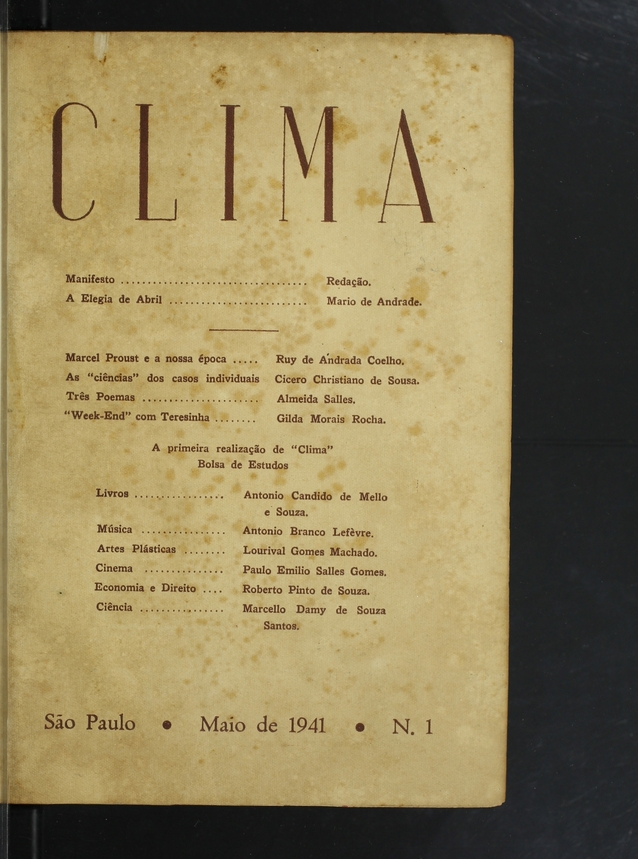 CLIMA
Manifesto .................................. Redação.
A Elegia de Abril ......................... Mario de Andrade.
Marcel Proust e a nossa época ..... Ruy de Andrada Coelho.
As "ciências" dos casos individuais Cicero Christiano de Sousa.
Três Poemas ...................... Almeida Salles.
"Week-End" com Teresinha ........ Gilda Morais Rocha.
A primeira realização de "Clima"
Bolsa de Estudos
Livros ................. Antonio Candido de Mello
e Souza.
Música ................ Antonio Branco Lefèvre.
Artes Plásticas ........ Lourival Gomes Machado.
Cinema ............... Paulo Emilio Salles Gomes.
Economia e Direito .... Roberto Pinto de Souza.
Ciência ................ Marcello Damy de Souza
Santos.
São Paulo • Maio de 1941 • N. 1